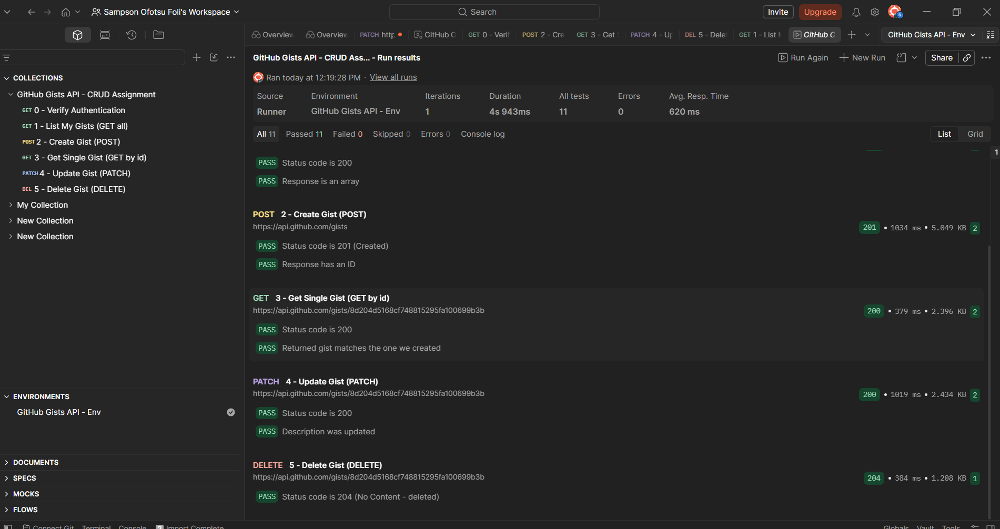 Sampson Ofotsu Foli's Workspace
Search
Invite
Upgrade
Overview
Overview
PATCH http
GitHub G
GET 0 - Verif
POST 2 - Cre
GET 3 - Get
PATCH 4 - Up
DEL 5 - Dele
GET 1 - List
GitHub G
GitHub Gists API - Env
COLLECTIONS
GitHub Gists API - CRUD Assignment
GET 0 - Verify Authentication
GET 1 - List My Gists (GET all)
POST 2 - Create Gist (POST)
GET 3 - Get Single Gist (GET by id)
PATCH 4 - Update Gist (PATCH)
DEL 5 - Delete Gist (DELETE)
My Collection
New Collection
New Collection
ENVIRONMENTS
GitHub Gists API - Env
DOCUMENTS
SPECS
MOCKS
FLOWS
GitHub Gists API - CRUD Ass... - Run results
Run Again
New Run
Share
Ran today at 12:19:28 PM · View all runs
Source Environment Iterations Duration All tests Errors Avg. Resp. Time
Runner GitHub Gists API - Env 1 4s 943ms 11 0 620 ms
All 11 Passed 11 Failed 0 Skipped 0 Errors 0 Console log
List Grid
1
PASS Status code is 200
PASS Response is an array
POST 2 - Create Gist (POST)
https://api.github.com/gists
201 • 1034 ms • 5.049 KB 2
PASS Status code is 201 (Created)
PASS Response has an ID
GET 3 - Get Single Gist (GET by id)
https://api.github.com/gists/8d204d5168cf748815295fa100699b3b
200 • 379 ms • 2.396 KB 2
PASS Status code is 200
PASS Returned gist matches the one we created
PATCH 4 - Update Gist (PATCH)
https://api.github.com/gists/8d204d5168cf748815295fa100699b3b
200 • 1019 ms • 2.434 KB 2
PASS Status code is 200
PASS Description was updated
DELETE 5 - Delete Gist (DELETE)
https://api.github.com/gists/8d204d5168cf748815295fa100699b3b
204 • 384 ms • 1.208 KB 1
PASS Status code is 204 (No Content - deleted)
Connect Git Terminal Console Import Complete
Globals Vault Tools